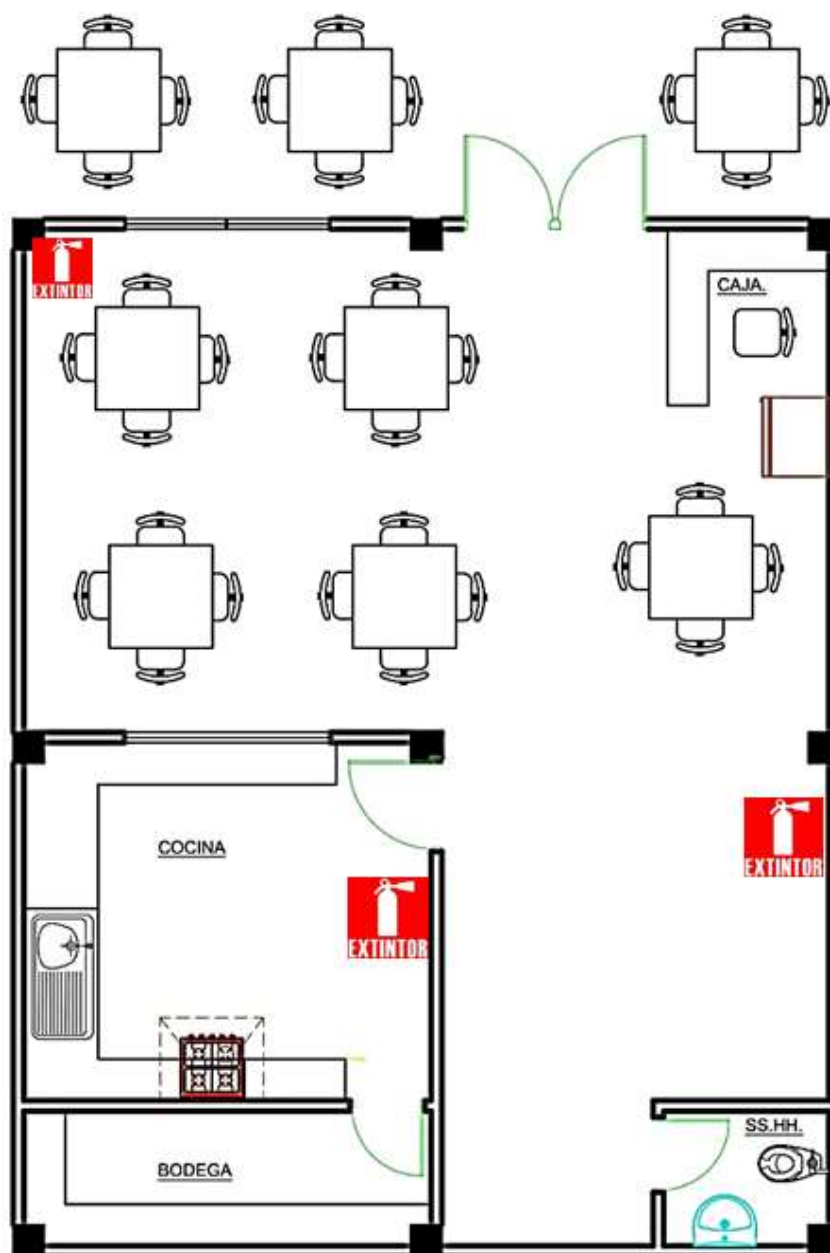 EXTINTOR
CAJA.
COCINA
EXTINTOR
EXTINTOR
SS.HH.
BODEGA